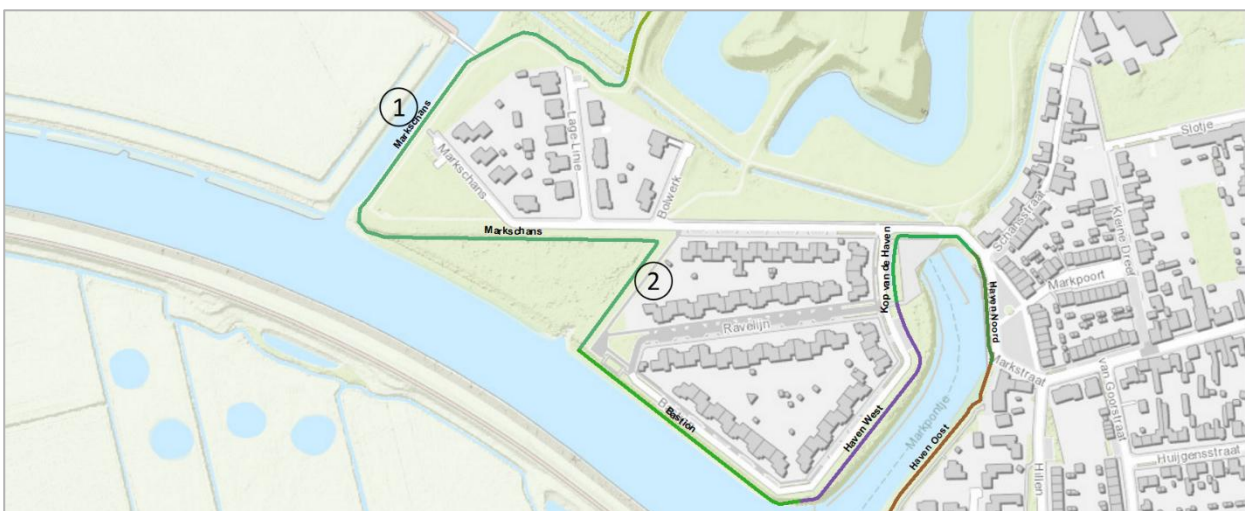 1
Markschans
Markschans
Lage Linie
Bolwerk
Markschans
2
Kop van de Haven
Ravelijn
Bastion
Haven West
Markpontje
Haven Oost
Haven Noord
Markstraat
Schansstraat
Markpoort
Slotje
Kleine Dreef
van Goorstraat
Huijgensstraat
Hillen